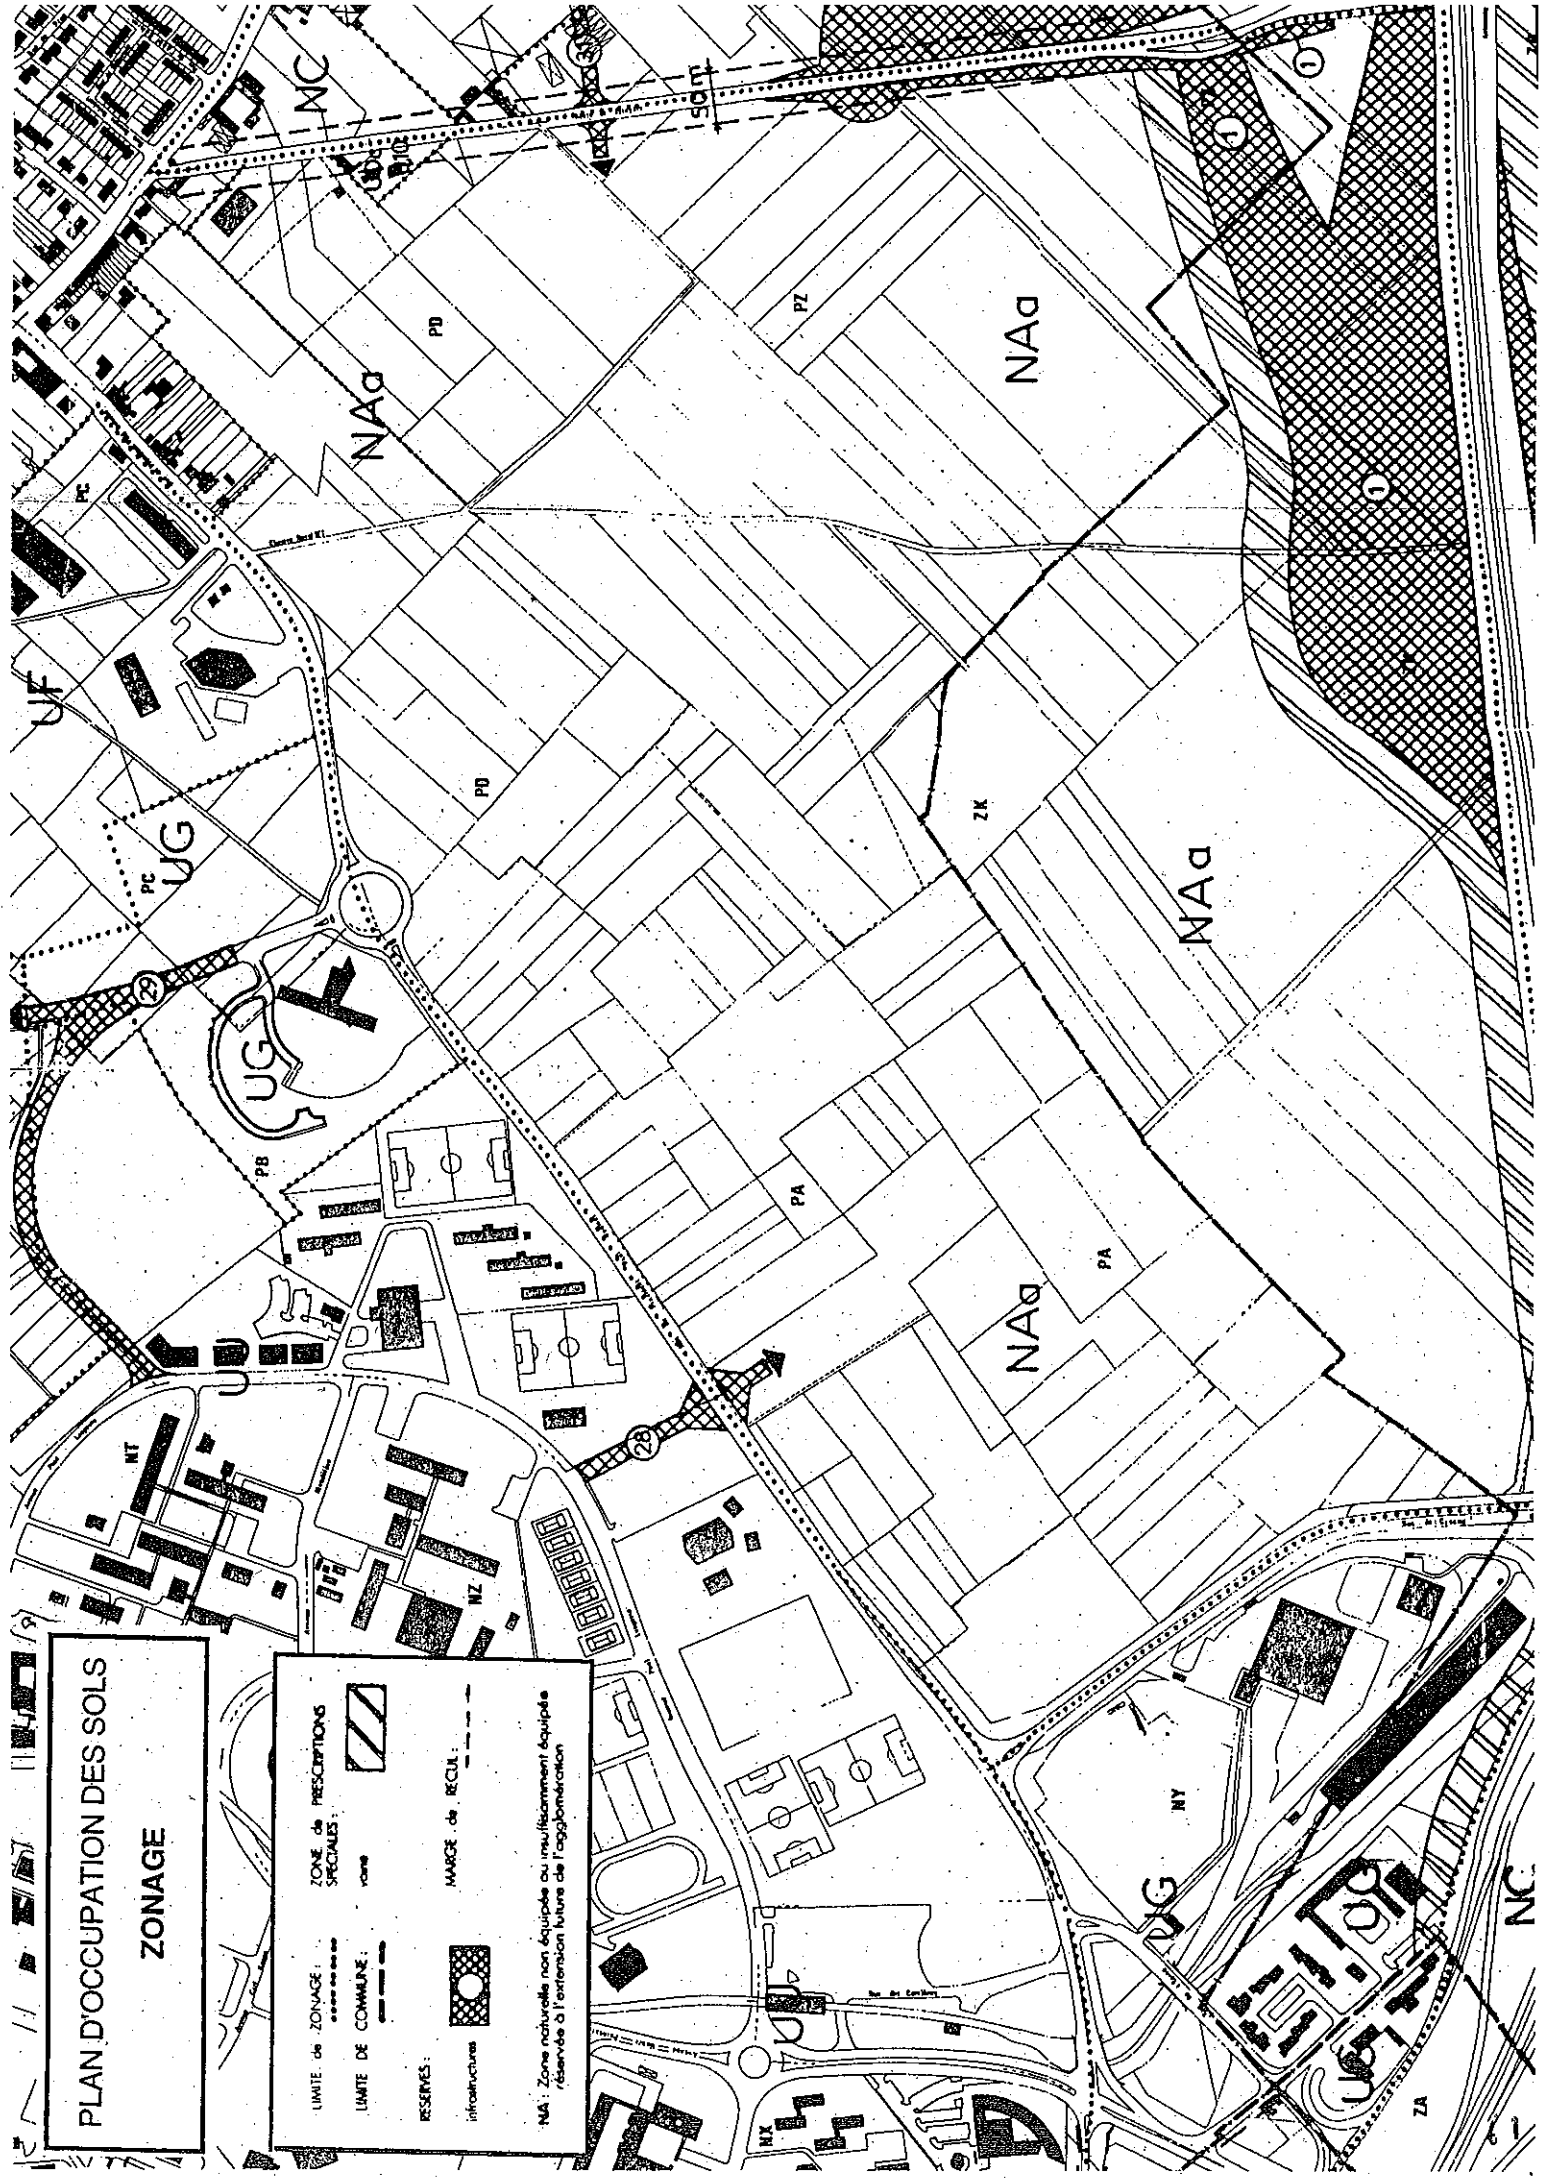 PLAN D'OCCUPATION DES SOLS
ZONAGE
LIMITE de ZONAGE :
LIMITE DE COMMUNE :
RESERVES :
infrastructures
ZONE de PRESCRIPTIONS
SPECIALES :
voirie
MARGE de RECUL :
NA : Zone naturelle non équipée ou insuffisamment équipée
réservée à l'extension future de l'agglomération
NC
NAa
NAa
NAa
NAa
UF
UG
UG
UG
UG
UG
UU
UU
NC
50m
PC
PC
PB
PD
PD
PZ
PA
PA
ZK
NT
NZ
NX
NY
ZA
29
28
1
1
1